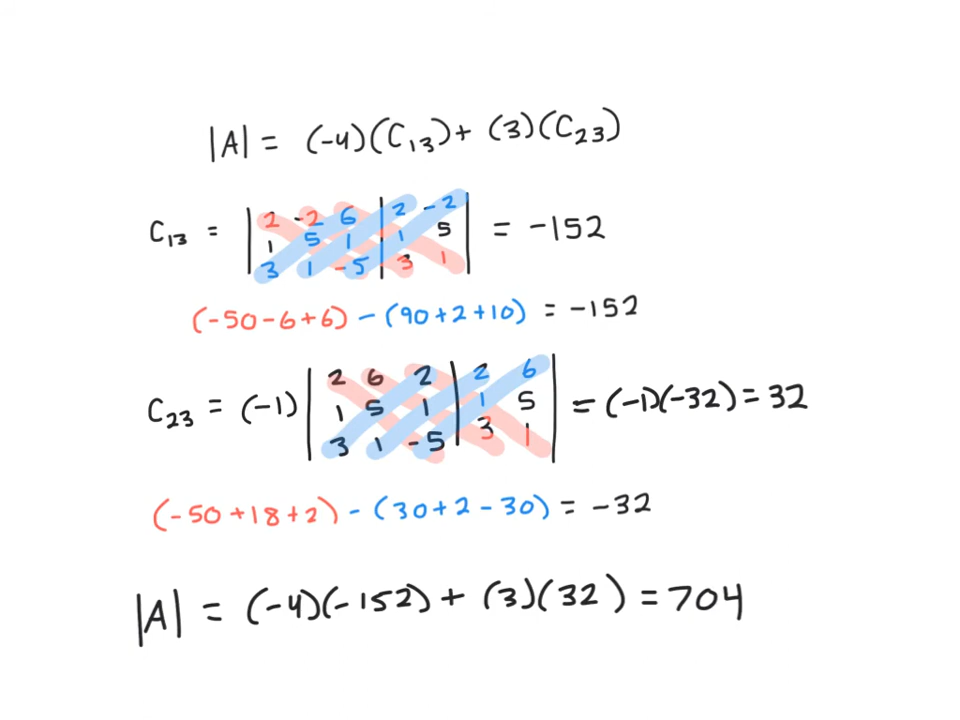 |A| = (-4)(C₁₃) + (3)(C₂₃)
C₁₃ = | 2 -2 6 | 2 -2 | = -152
1 5 1 | 1 5
3 1 -5 | 3 1
(-50-6+6) - (90+2+10) = -152
C₂₃ = (-1) | 2 6 2 | 2 6 | = (-1)(-32) = 32
1 5 1 | 1 5
3 1 -5 | 3 1
(-50+18+2) - (30+2-30) = -32
|A| = (-4)(-152) + (3)(32) = 704